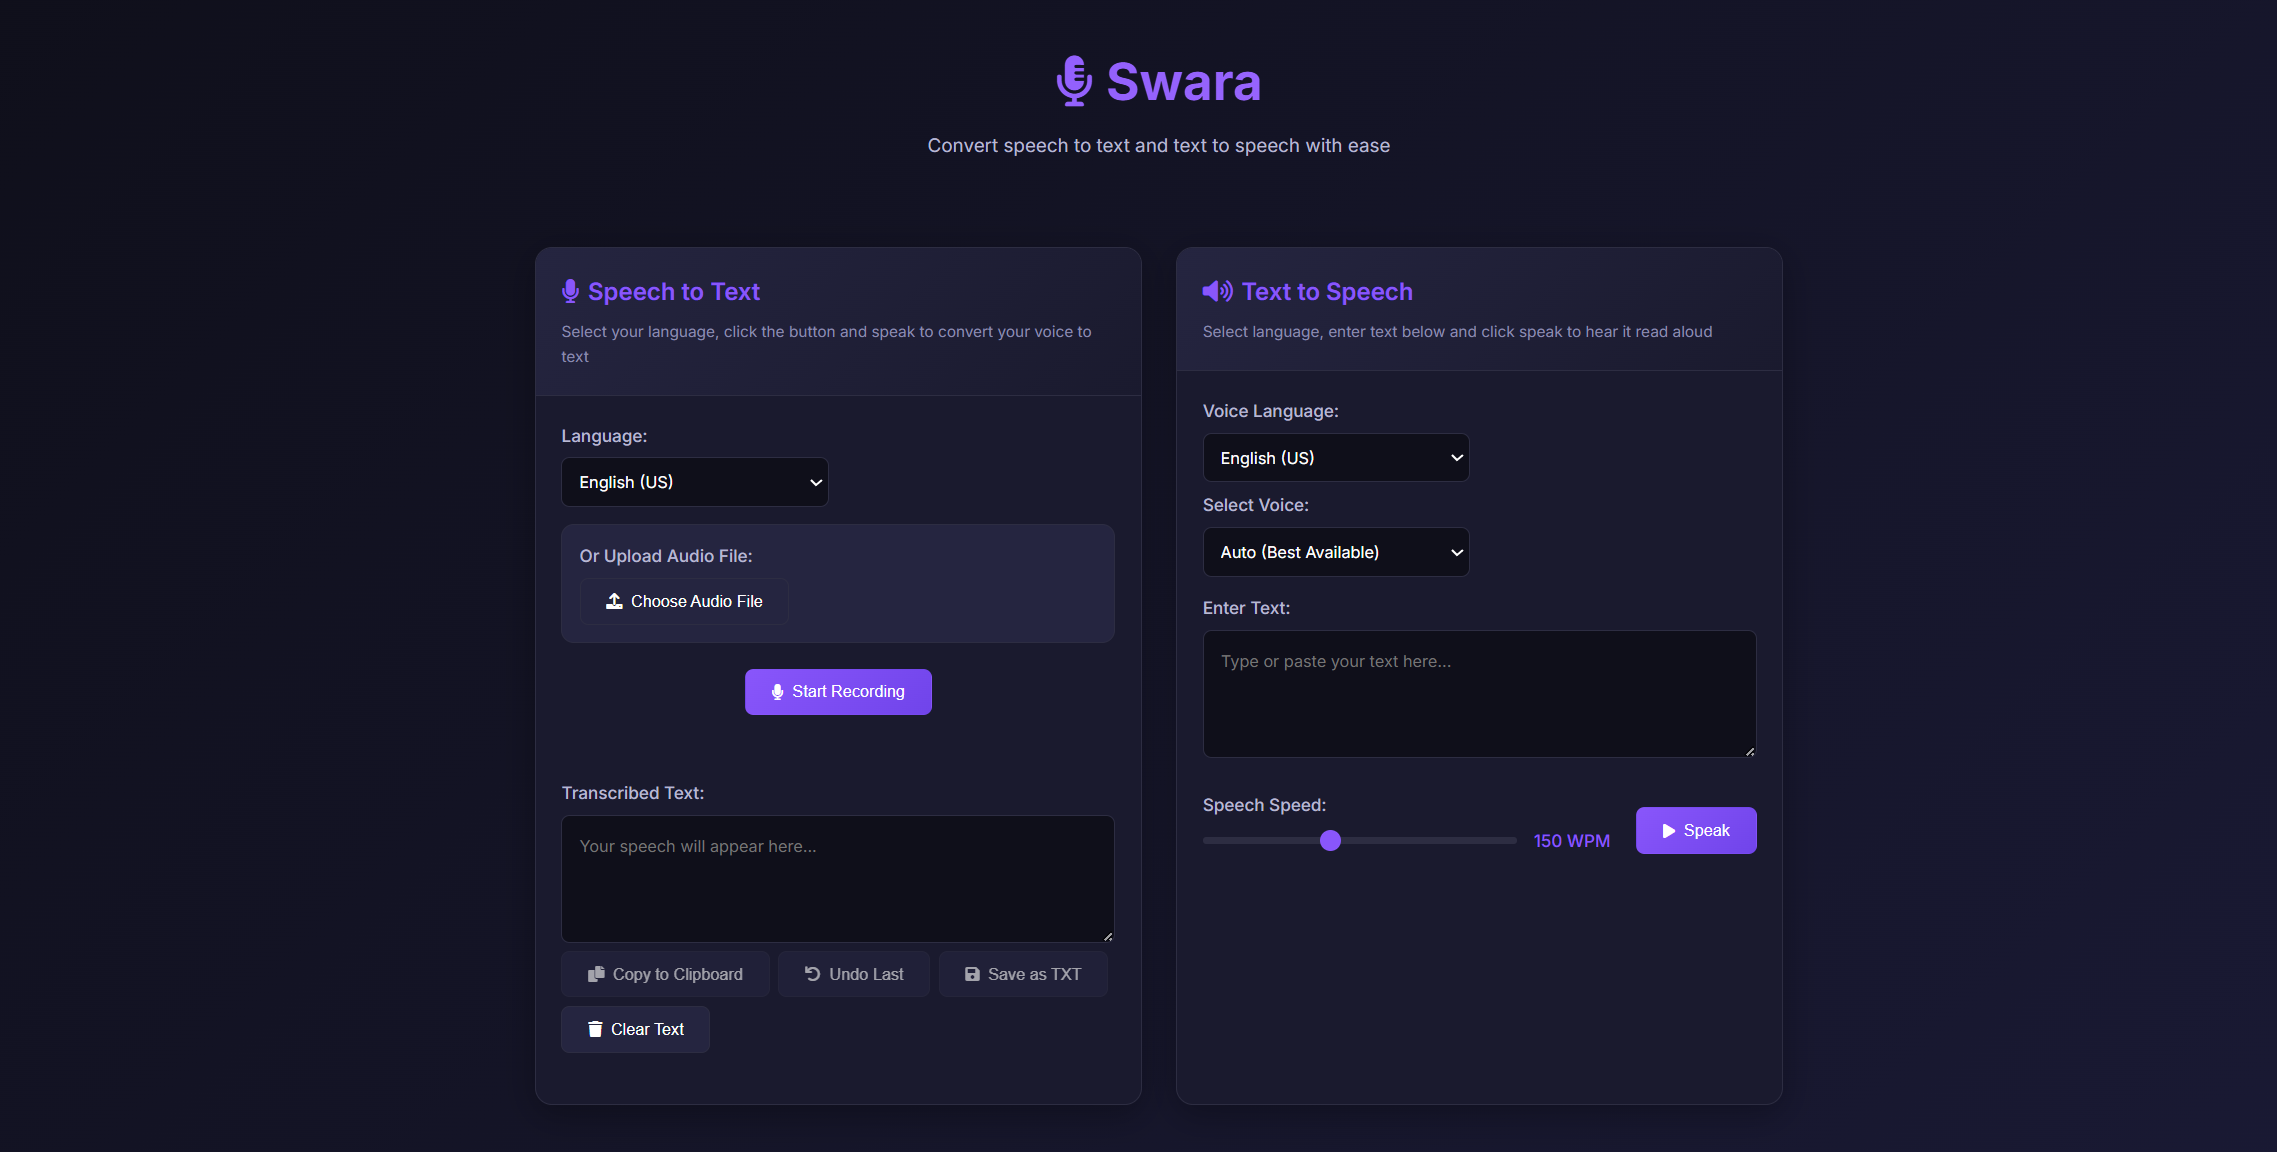 Swara
Convert speech to text and text to speech with ease
Speech to Text
Select your language, click the button and speak to convert your voice to
text
Language:
English (US)
Or Upload Audio File:
Choose Audio File
Start Recording
Transcribed Text:
Your speech will appear here...
Copy to Clipboard
Undo Last
Save as TXT
Clear Text
Text to Speech
Select language, enter text below and click speak to hear it read aloud
Voice Language:
English (US)
Select Voice:
Auto (Best Available)
Enter Text:
Type or paste your text here...
Speech Speed:
150 WPM
Speak